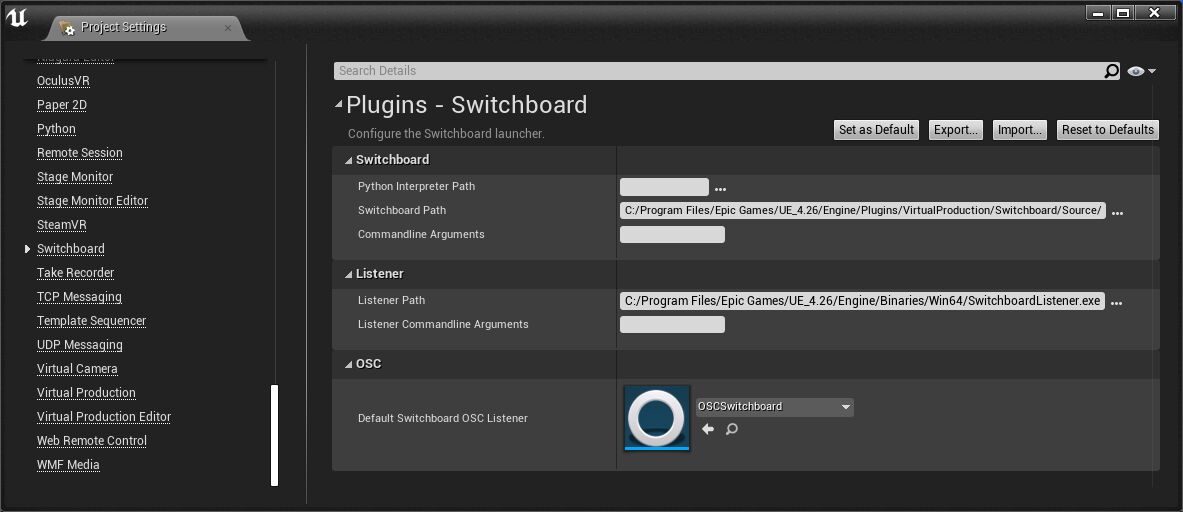 Project Settings
Niagara Editor
OculusVR
Paper 2D
Python
Remote Session
Stage Monitor
Stage Monitor Editor
SteamVR
Switchboard
Take Recorder
TCP Messaging
Template Sequencer
UDP Messaging
Virtual Camera
Virtual Production
Virtual Production Editor
Web Remote Control
WMF Media
Search Details
Plugins - Switchboard
Configure the Switchboard launcher.
Set as Default Export... Import... Reset to Defaults
Switchboard
Python Interpreter Path ...
Switchboard Path C:/Program Files/Epic Games/UE_4.26/Engine/Plugins/VirtualProduction/Switchboard/Source/ ...
Commandline Arguments
Listener
Listener Path C:/Program Files/Epic Games/UE_4.26/Engine/Binaries/Win64/SwitchboardListener.exe ...
Listener Commandline Arguments
OSC
Default Switchboard OSC Listener OSCSwitchboard